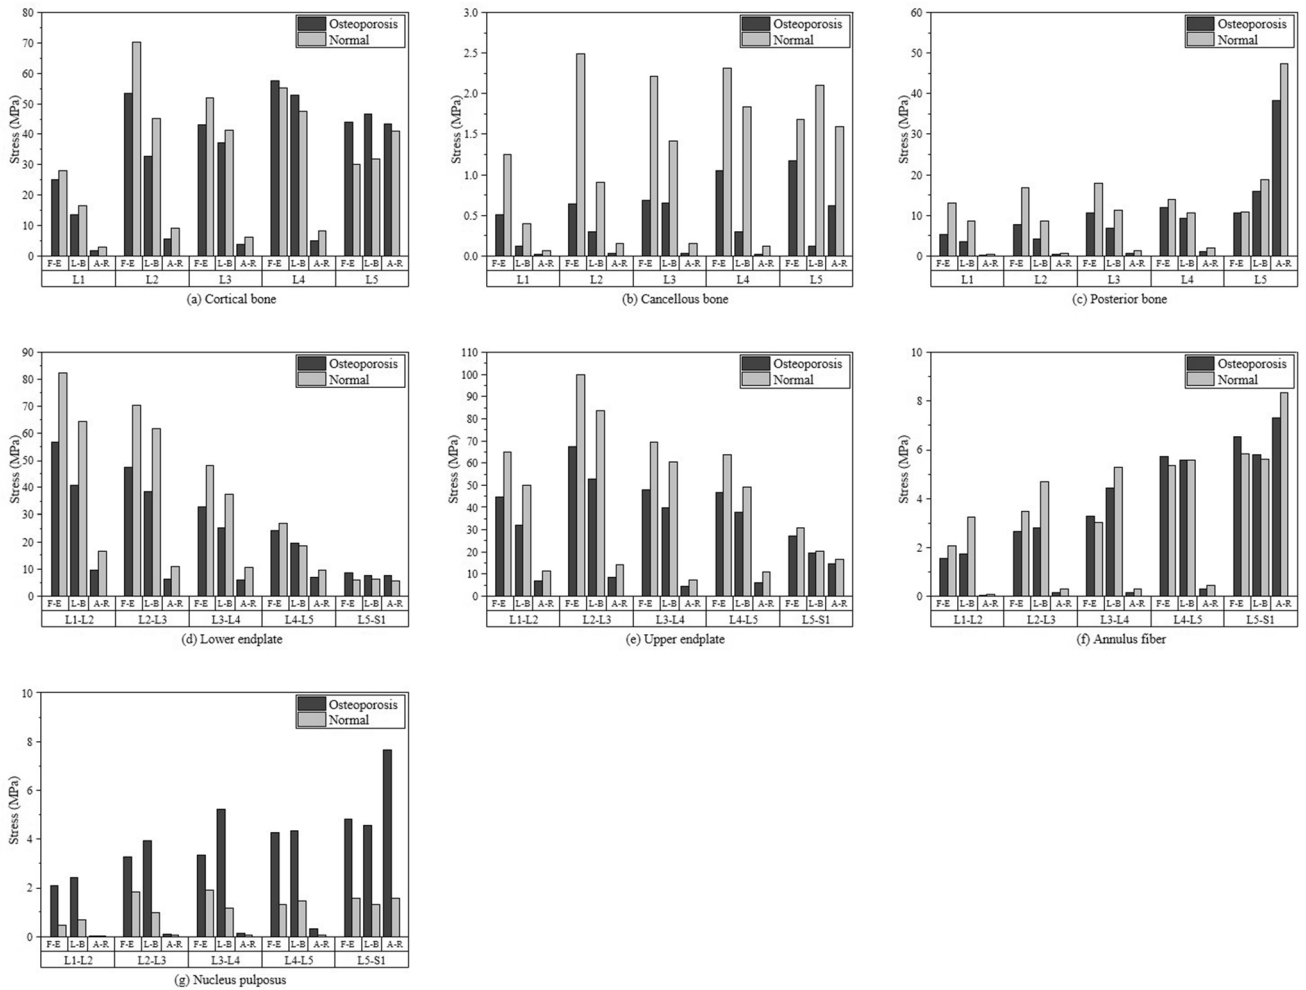 80
70
60
50
40
30
20
10
0
Stress (MPa)
Osteoporosis
Normal
F-E L-B A-R F-E L-B A-R F-E L-B A-R F-E L-B A-R F-E L-B A-R
L1 L2 L3 L4 L5
(a) Cortical bone
3.0
2.5
2.0
1.5
1.0
0.5
0.0
Stress (MPa)
Osteoporosis
Normal
F-E L-B A-R F-E L-B A-R F-E L-B A-R F-E L-B A-R F-E L-B A-R
L1 L2 L3 L4 L5
(b) Cancellous bone
60
50
40
30
20
10
0
Stress (MPa)
Osteoporosis
Normal
F-E L-B A-R F-E L-B A-R F-E L-B A-R F-E L-B A-R F-E L-B A-R
L1 L2 L3 L4 L5
(c) Posterior bone
90
80
70
60
50
40
30
20
10
0
Stress (MPa)
Osteoporosis
Normal
F-E L-B A-R F-E L-B A-R F-E L-B A-R F-E L-B A-R F-E L-B A-R
L1-L2 L2-L3 L3-L4 L4-L5 L5-S1
(d) Lower endplate
110
100
90
80
70
60
50
40
30
20
10
0
Stress (MPa)
Osteoporosis
Normal
F-E L-B A-R F-E L-B A-R F-E L-B A-R F-E L-B A-R F-E L-B A-R
L1-L2 L2-L3 L3-L4 L4-L5 L5-S1
(e) Upper endplate
10
8
6
4
2
0
Stress (MPa)
Osteoporosis
Normal
F-E L-B A-R F-E L-B A-R F-E L-B A-R F-E L-B A-R F-E L-B A-R
L1-L2 L2-L3 L3-L4 L4-L5 L5-S1
(f) Annulus fiber
10
8
6
4
2
0
Stress (MPa)
Osteoporosis
Normal
F-E L-B A-R F-E L-B A-R F-E L-B A-R F-E L-B A-R F-E L-B A-R
L1-L2 L2-L3 L3-L4 L4-L5 L5-S1
(g) Nucleus pulposus